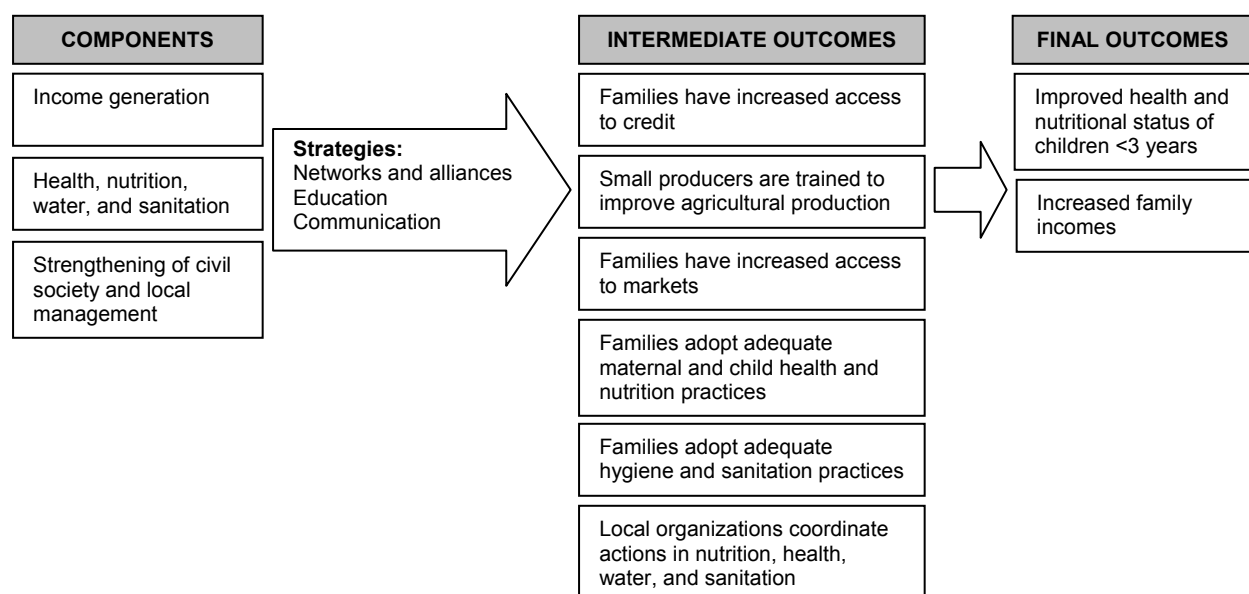 COMPONENTS
Income generation
Health, nutrition,
water, and sanitation
Strengthening of civil
society and local
management
Strategies:
Networks and alliances
Education
Communication
INTERMEDIATE OUTCOMES
Families have increased access
to credit
Small producers are trained to
improve agricultural production
Families have increased access
to markets
Families adopt adequate
maternal and child health and
nutrition practices
Families adopt adequate
hygiene and sanitation practices
Local organizations coordinate
actions in nutrition, health,
water, and sanitation
FINAL OUTCOMES
Improved health and
nutritional status of
children <3 years
Increased family
incomes